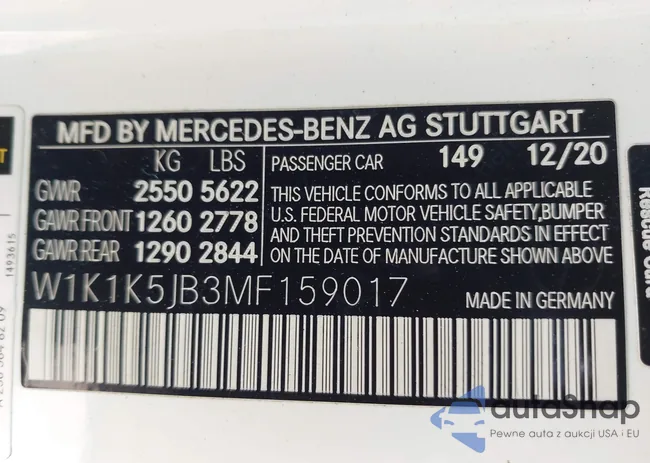 MFD BY MERCEDES-BENZ AG STUTTGART
KG LBS
GVWR 2550 5622
GAWR FRONT 1260 2778
GAWR REAR 1290 2844
PASSENGER CAR 149 12/20
THIS VEHICLE CONFORMS TO ALL APPLICABLE
U.S. FEDERAL MOTOR VEHICLE SAFETY,BUMPER
AND THEFT PREVENTION STANDARDS IN EFFECT
ON THE DATE OF MANUFACTURE SHOWN ABOVE
W1K1K5JB3MF159017
MADE IN GERMANY
1493615
Rescue
autoSnap
Pewne auta z aukcji USA i EU